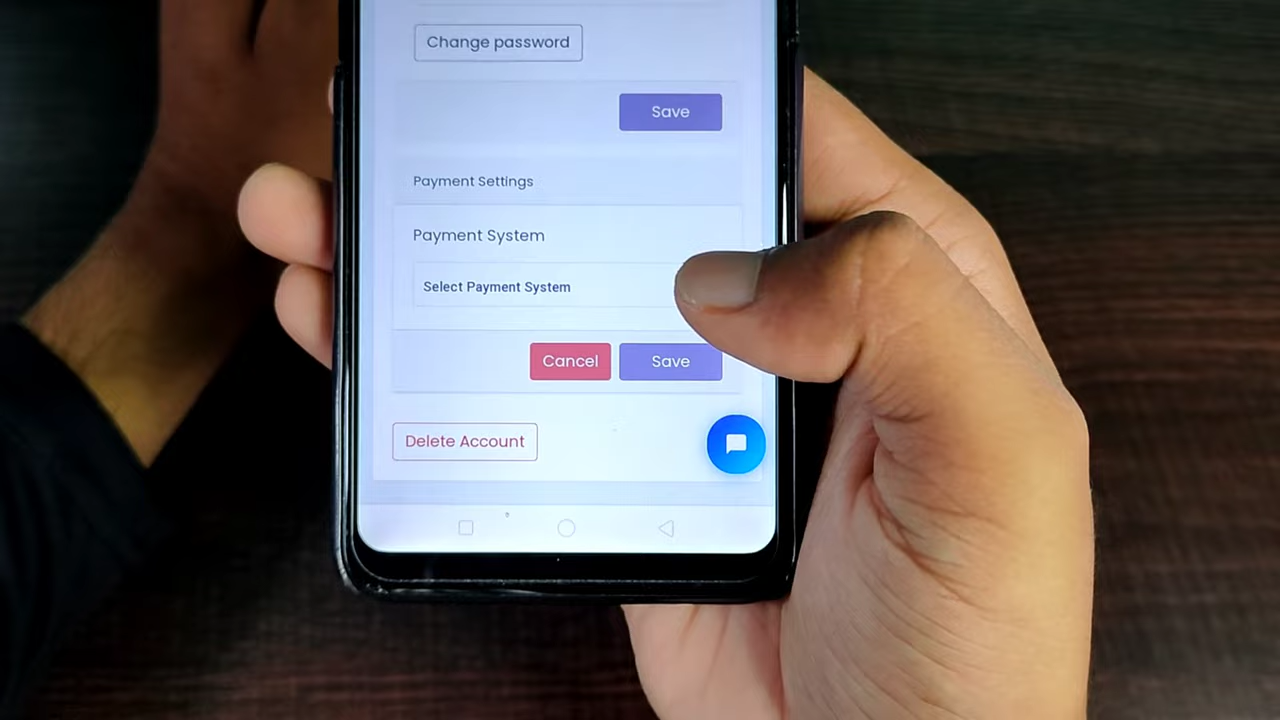 Change password
Save
Payment Settings
Payment System
Select Payment System
Cancel Save
Delete Account